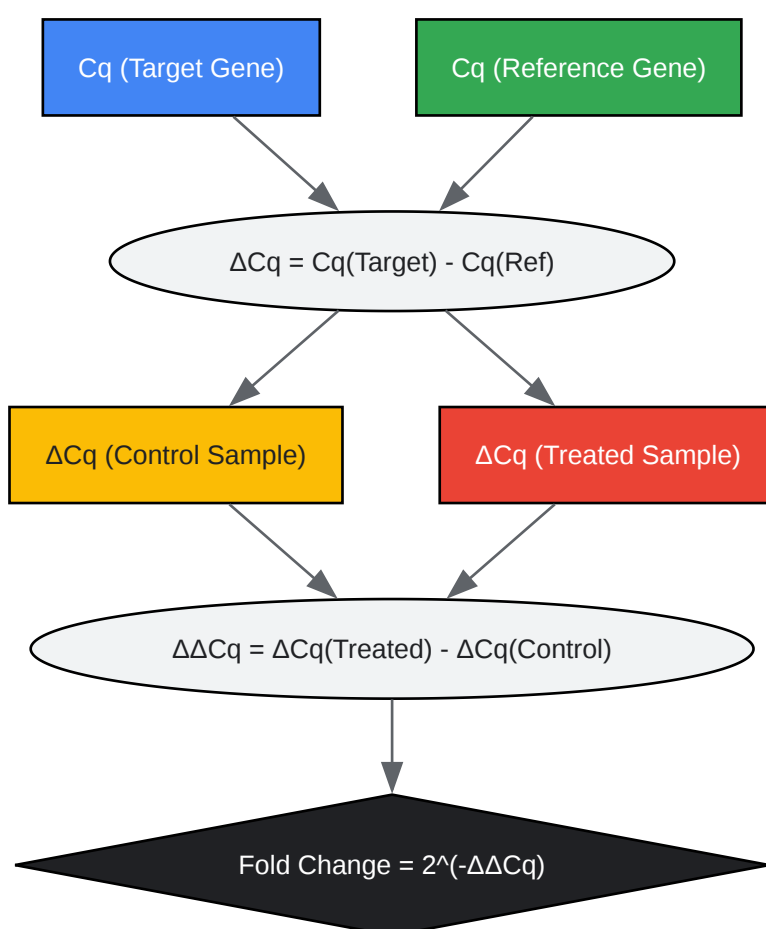 Cq (Target Gene)
Cq (Reference Gene)
ΔCq = Cq(Target) - Cq(Ref)
ΔCq (Control Sample)
ΔCq (Treated Sample)
ΔΔCq = ΔCq(Treated) - ΔCq(Control)
Fold Change = 2^(-ΔΔCq)